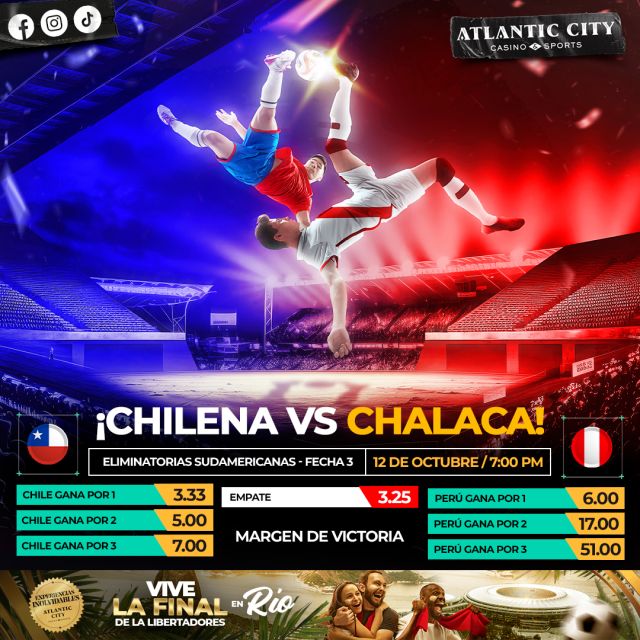 ATLANTIC CITY
CASINO SPORTS
¡CHILENA VS CHALACA!
ELIMINATORIAS SUDAMERICANAS - FECHA 3
12 DE OCTUBRE / 7:00 PM
CHILE GANA POR 1 3.33
CHILE GANA POR 2 5.00
CHILE GANA POR 3 7.00
EMPATE 3.25
MARGEN DE VICTORIA
PERÚ GANA POR 1 6.00
PERÚ GANA POR 2 17.00
PERÚ GANA POR 3 51.00
EXPERIENCIAS
INOLVIDABLES
ATLANTIC
CITY
VIVE
LA FINAL EN Río
DE LA LIBERTADORES